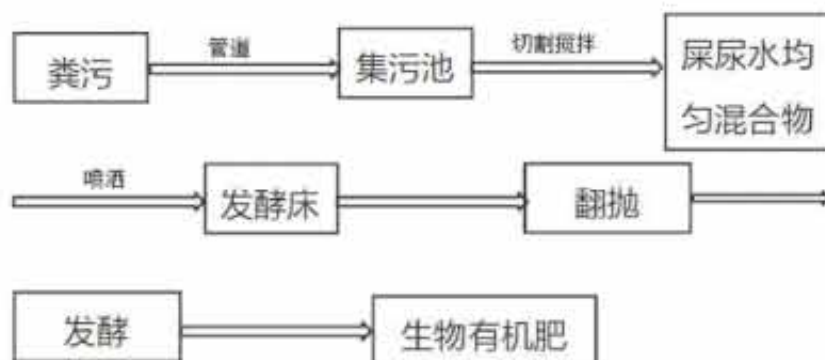 粪污
管道
集污池
切割搅拌
屎尿水均
匀混合物
喷洒
发酵床
翻抛
发酵
生物有机肥